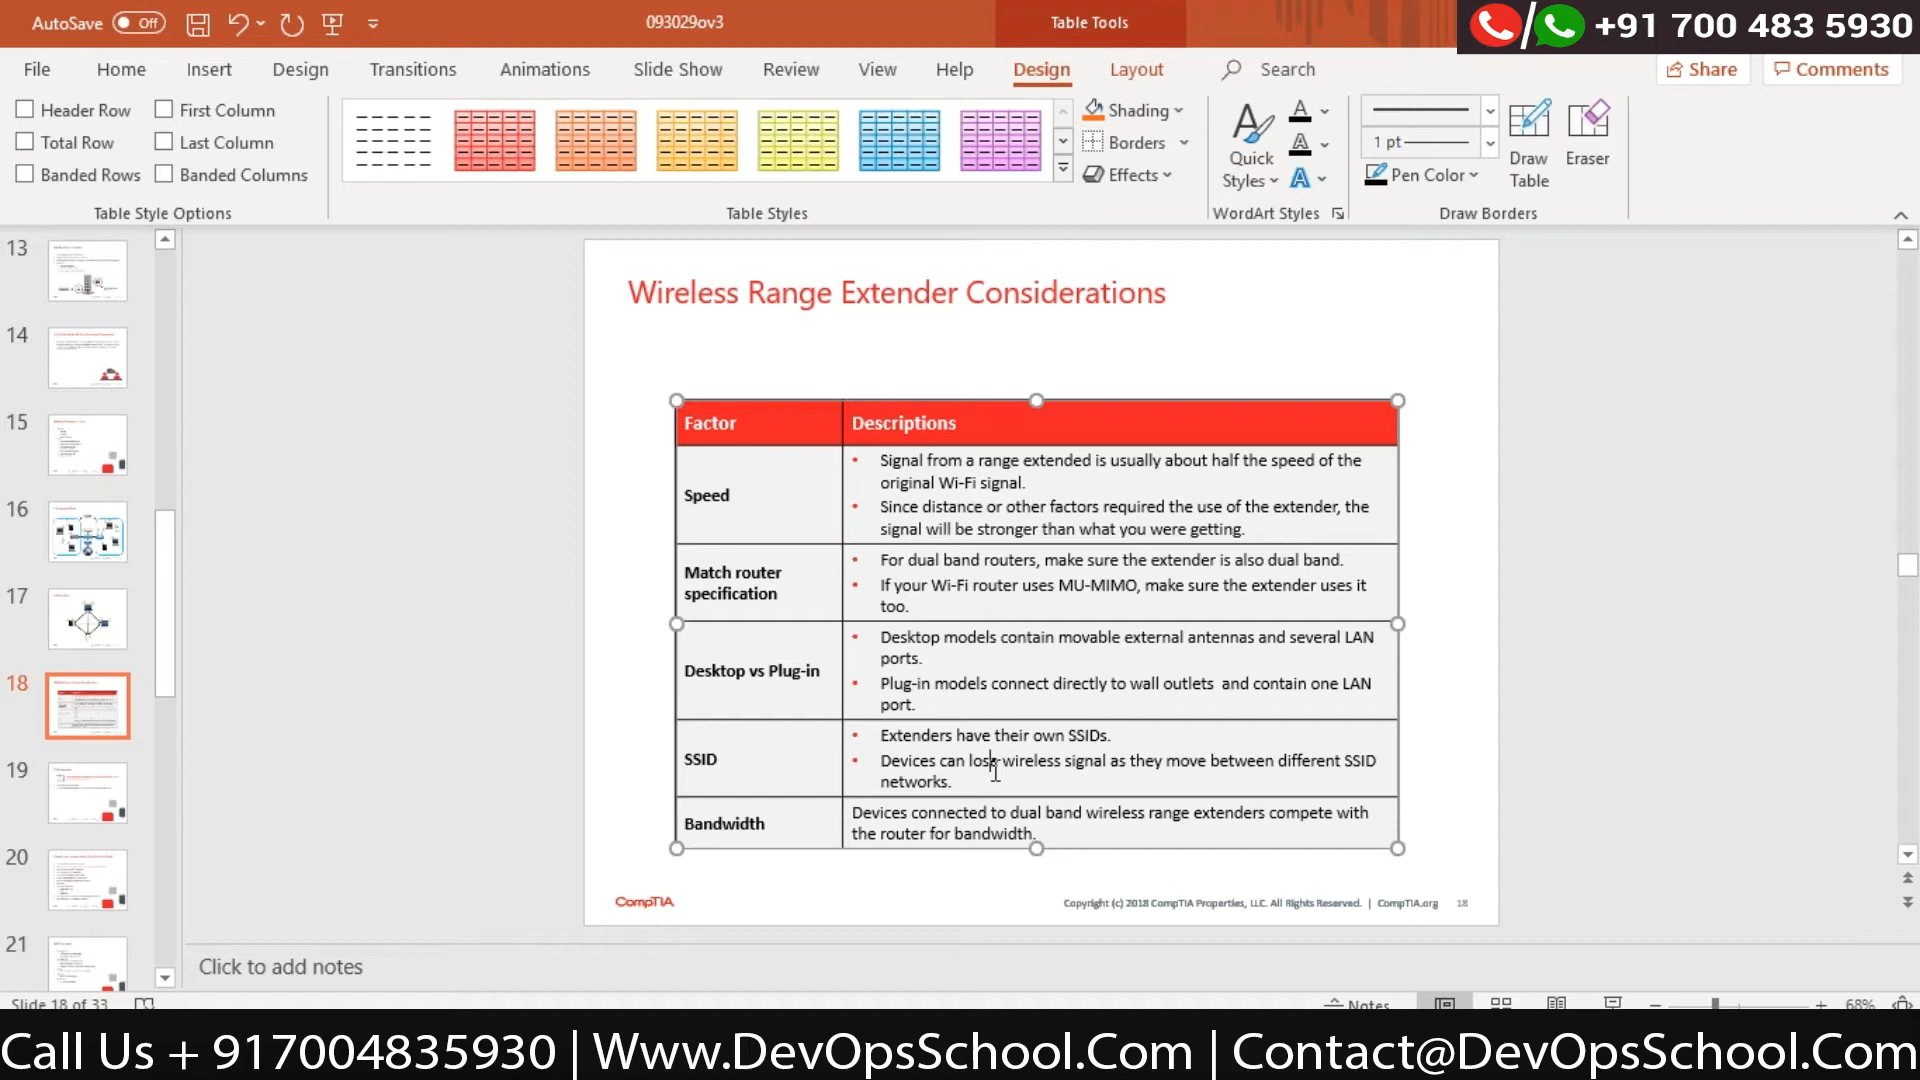 AutoSave Off
093029ov3
Table Tools
+91 700 483 5930
File Home Insert Design Transitions Animations Slide Show Review View Help Design Layout Search Share Comments
Header Row First Column
Total Row Last Column
Banded Rows Banded Columns
Table Style Options
Table Styles
Shading
Borders
Effects
Quick
Styles
WordArt Styles
1 pt
Pen Color
Draw
Table
Eraser
Draw Borders
13
14
15
16
17
18
19
20
21
Wireless Range Extender Considerations
Factor Descriptions
Speed
• Signal from a range extended is usually about half the speed of the
original Wi-Fi signal.
• Since distance or other factors required the use of the extender, the
signal will be stronger than what you were getting.
Match router
specification
• For dual band routers, make sure the extender is also dual band.
• If your Wi-Fi router uses MU-MIMO, make sure the extender uses it
too.
Desktop vs Plug-in
• Desktop models contain movable external antennas and several LAN
ports.
• Plug-in models connect directly to wall outlets and contain one LAN
port.
SSID
• Extenders have their own SSIDs.
• Devices can lose wireless signal as they move between different SSID
networks.
Bandwidth
Devices connected to dual band wireless range extenders compete with
the router for bandwidth.
CompTIA
Copyright (c) 2018 CompTIA Properties, LLC. All Rights Reserved. | CompTIA.org 18
Click to add notes
Slide 18 of 33
Notes
68%
Call Us + 917004835930 | Www.DevOpsSchool.Com | Contact@DevOpsSchool.Com